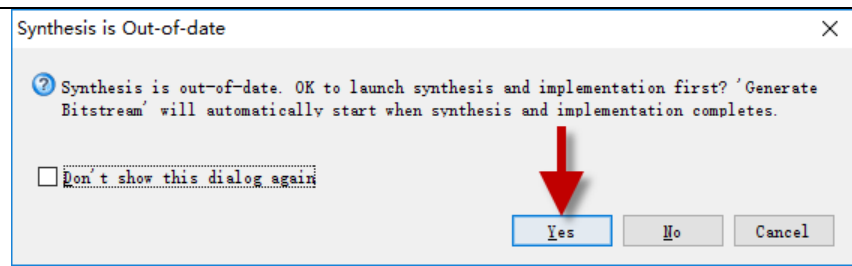 Synthesis is Out-of-date
Synthesis is out-of-date. OK to launch synthesis and implementation first? 'Generate
Bitstream' will automatically start when synthesis and implementation completes.
Don't show this dialog again
Yes No Cancel